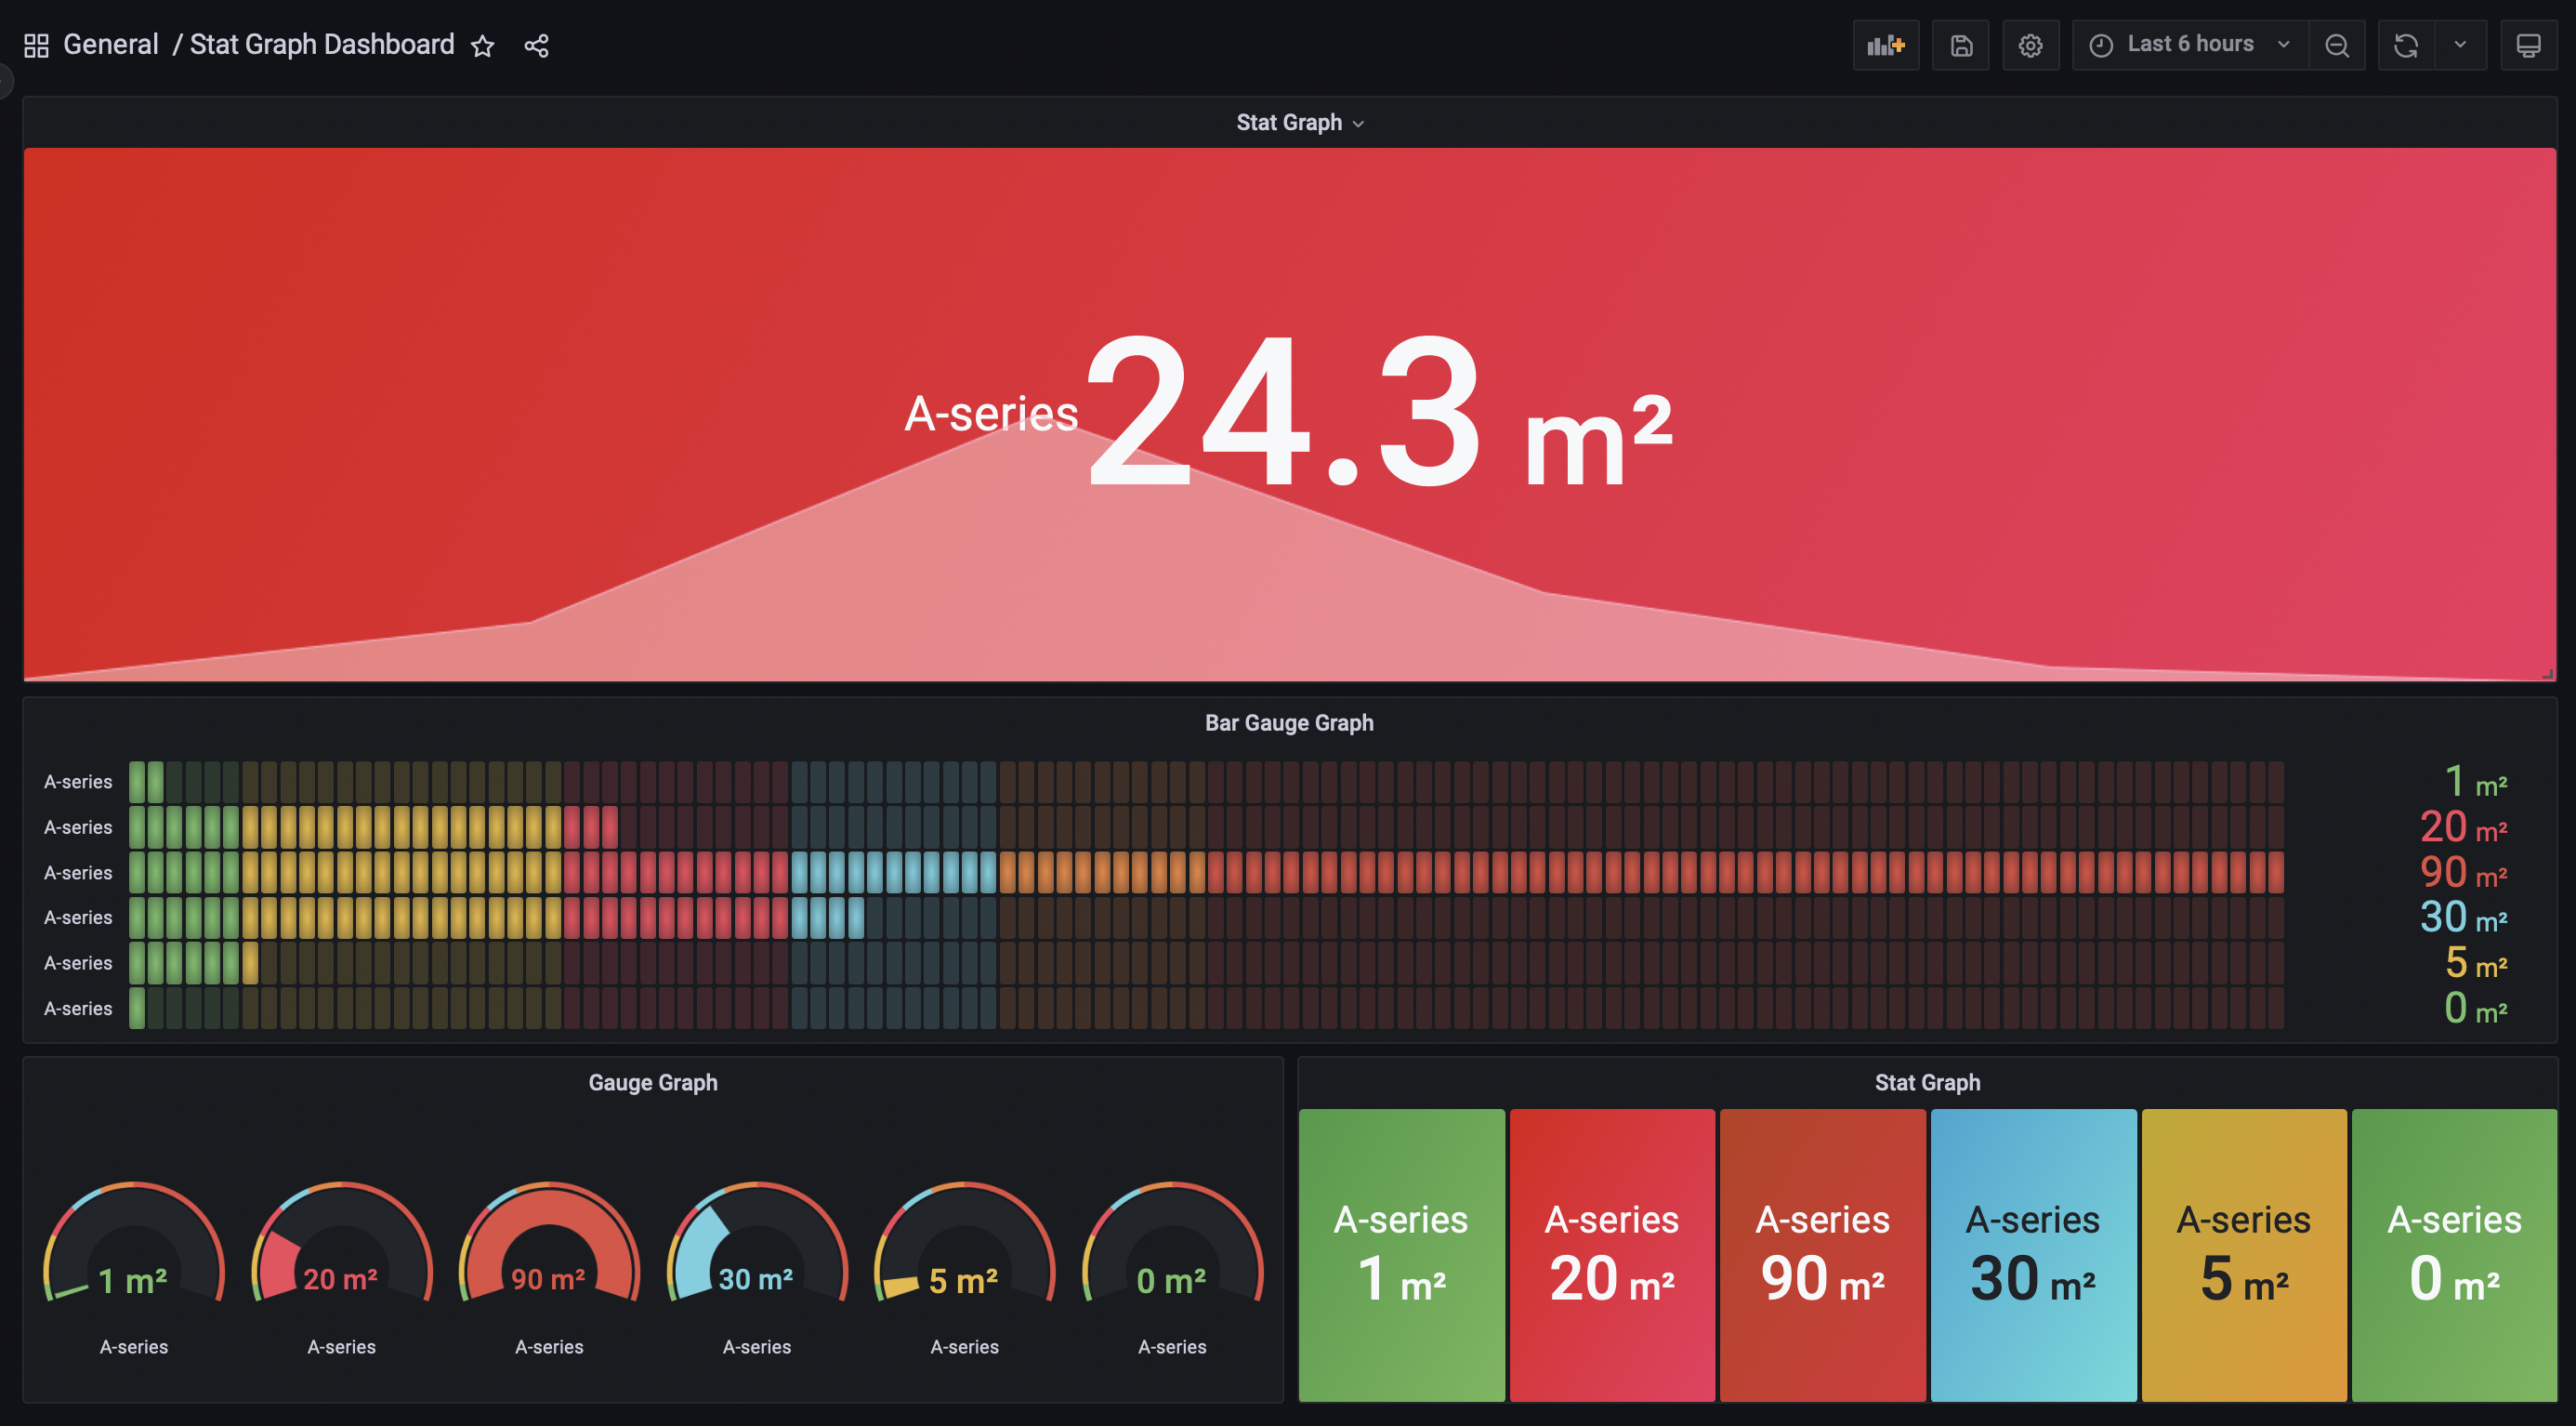 General / Stat Graph Dashboard
Last 6 hours
Stat Graph
A-series 24.3 m²
Bar Gauge Graph
A-series 1 m²
A-series 20 m²
A-series 90 m²
A-series 30 m²
A-series 5 m²
A-series 0 m²
Gauge Graph
1 m² 20 m² 90 m² 30 m² 5 m² 0 m²
A-series A-series A-series A-series A-series A-series
Stat Graph
A-series A-series A-series A-series A-series A-series
1 m² 20 m² 90 m² 30 m² 5 m² 0 m²